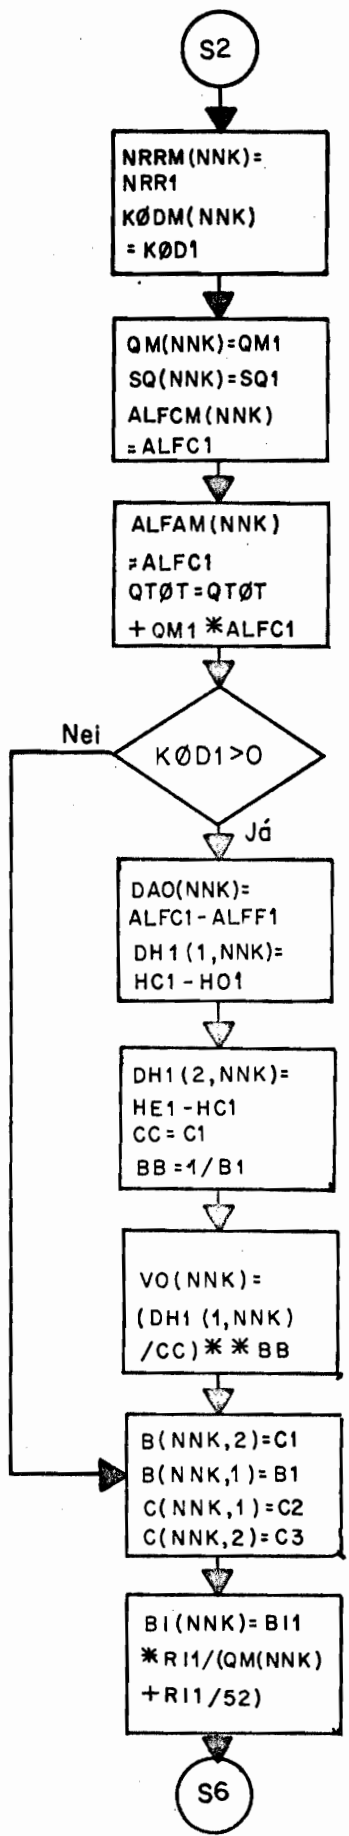 S2
NRRM(NNK)=
NRR1
KØDM(NNK)
=KØD1
QM(NNK)=QM1
SQ(NNK)=SQ1
ALFCM(NNK)
=ALFC1
ALFAM(NNK)
=ALFC1
QTØT=QTØT
+QM1*ALFC1
KØD1>0
Nei
Já
DAO(NNK)=
ALFC1-ALFF1
DH1(1,NNK)=
HC1-HO1
DH1(2,NNK)=
HE1-HC1
CC=C1
BB=1/B1
VO(NNK)=
(DH1(1,NNK)
/CC)**BB
B(NNK,2)=C1
B(NNK,1)=B1
C(NNK,1)=C2
C(NNK,2)=C3
BI(NNK)=BI1
*RI1/(QM(NNK)
+RI1/52)
S6